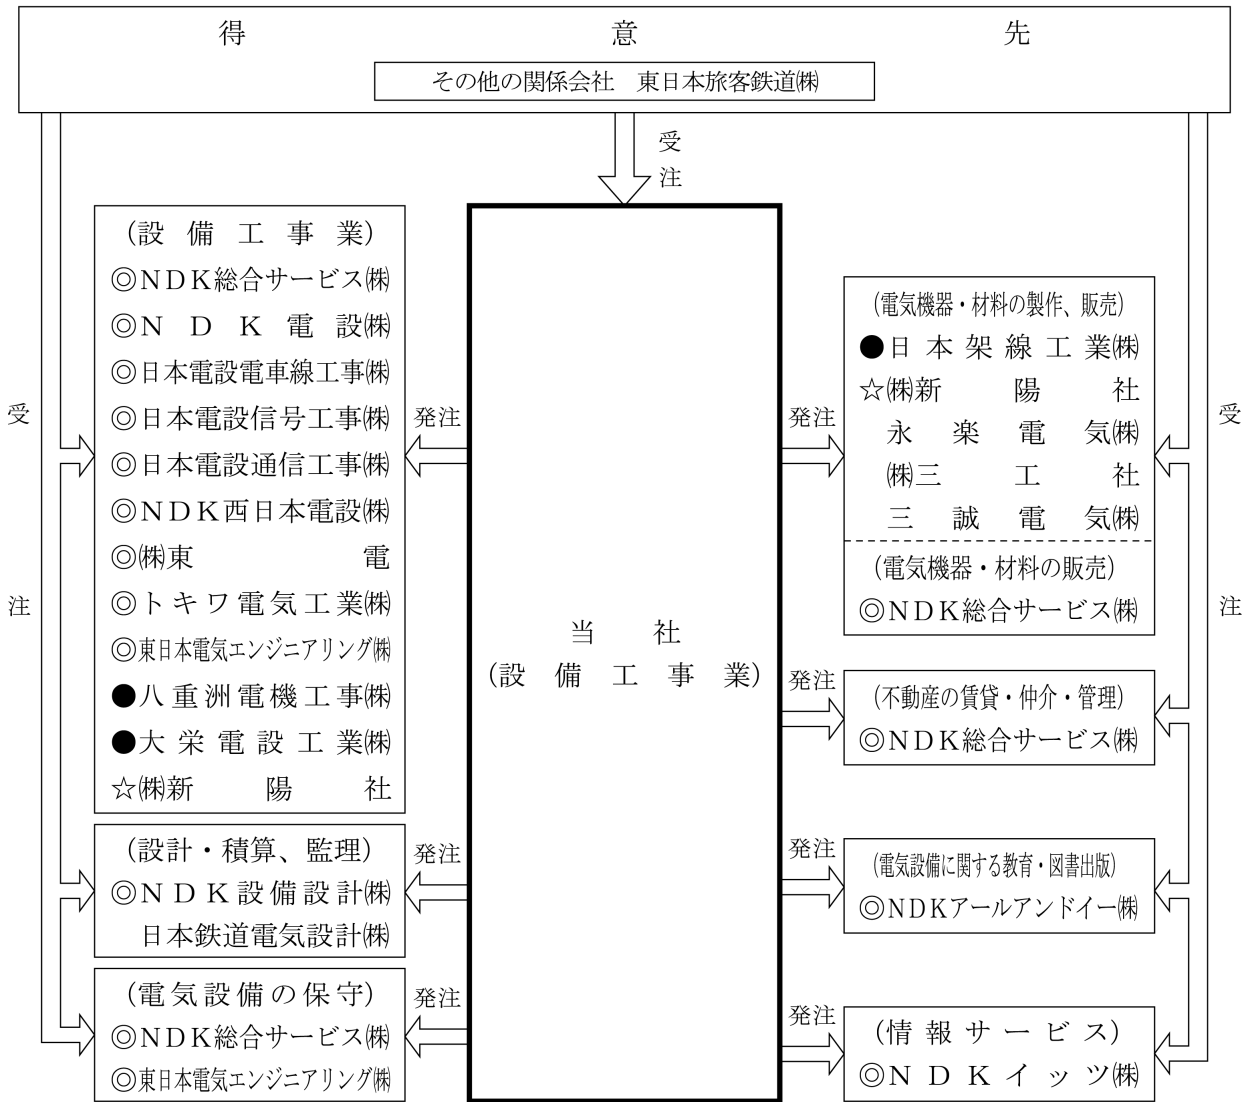 得意先
その他の関係会社　東日本旅客鉄道㈱
受注
(設備工事業)
◎NDK総合サービス㈱
◎NDK電設㈱
◎日本電設電車線工事㈱
◎日本電設信号工事㈱
◎日本電設通信工事㈱
◎NDK西日本電設㈱
◎㈱東電
◎トキワ電気工業㈱
◎東日本電気エンジニアリング㈱
●八重洲電機工事㈱
●大栄電設工業㈱
☆㈱新陽社
(設計・積算、監理)
◎NDK設備設計㈱
日本鉄道電気設計㈱
(電気設備の保守)
◎NDK総合サービス㈱
◎東日本電気エンジニアリング㈱
受注
発注
発注
発注
当社
(設備工事業)
発注
発注
発注
発注
(電気機器・材料の製作、販売)
●日本架線工業㈱
☆㈱新陽社
永楽電気㈱
㈱三工社
三誠電気㈱
(電気機器・材料の販売)
◎NDK総合サービス㈱
(不動産の賃貸・仲介・管理)
◎NDK総合サービス㈱
(電気設備に関する教育・図書出版)
◎NDKアールアンドイー㈱
(情報サービス)
◎NDKイッツ㈱
受注